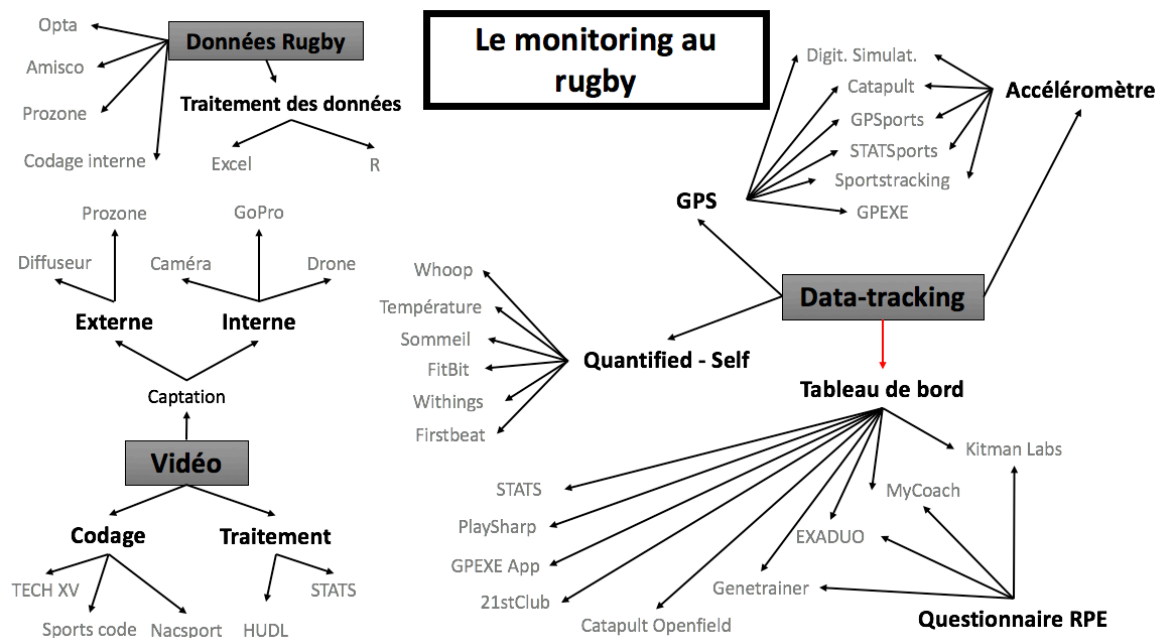 Le monitoring au
rugby
Opta
Données Rugby
Amisco
Prozone
Codage interne
Traitement des données
Excel
R
Prozone
GoPro
Diffuseur
Caméra
Drone
Externe
Interne
Captation
Vidéo
Codage
Traitement
TECH XV
STATS
Sports code
Nacsport
HUDL
Digit. Simulat.
Catapult
Accéléromètre
GPSports
STATSports
Sportstracking
GPEXE
GPS
Data-tracking
Whoop
Température
Sommeil
FitBit
Withings
Firstbeat
Quantified - Self
Tableau de bord
Kitman Labs
STATS
MyCoach
PlaySharp
EXADUO
GPEXE App
Genetrainer
21stClub
Catapult Openfield
Questionnaire RPE